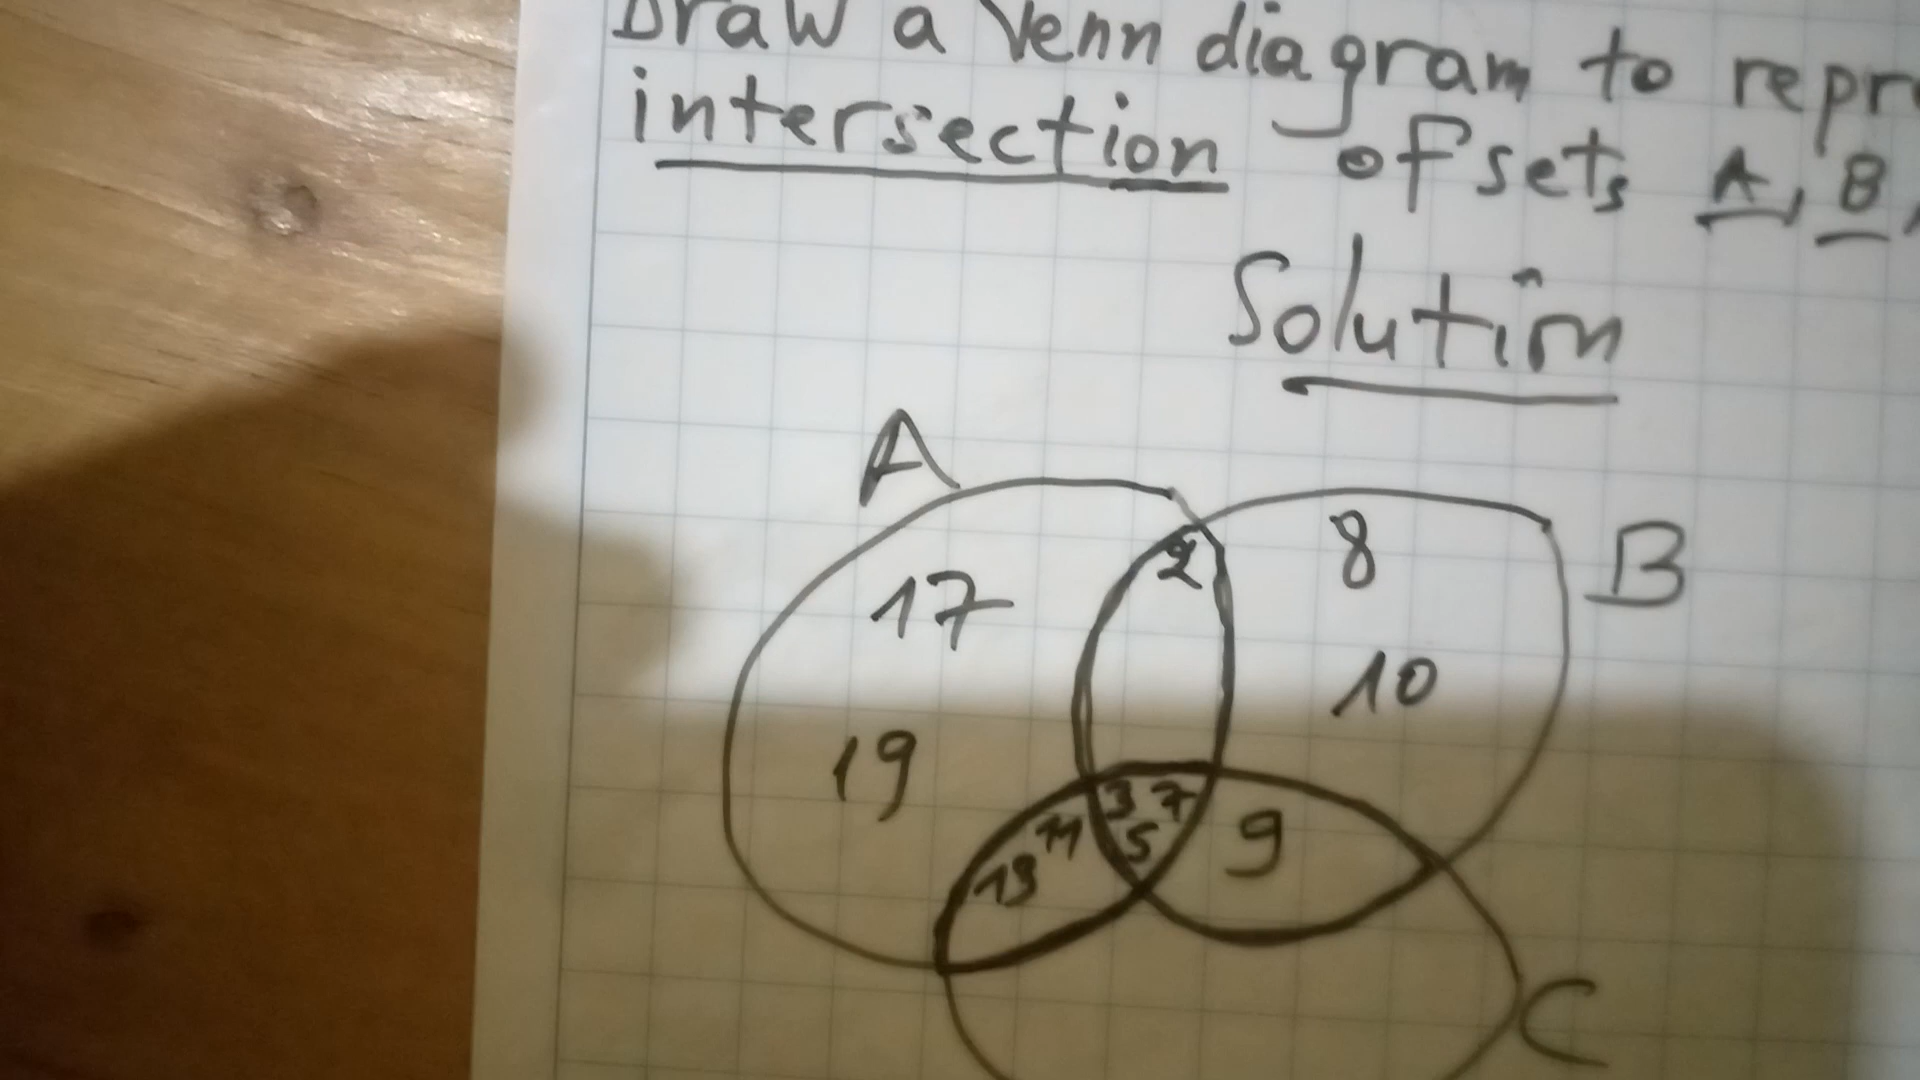 Draw a Venn diagram to repr
intersection of sets A, B,
Solution
A
2
8
B
17
10
19
3 7
11 5 9
13
C